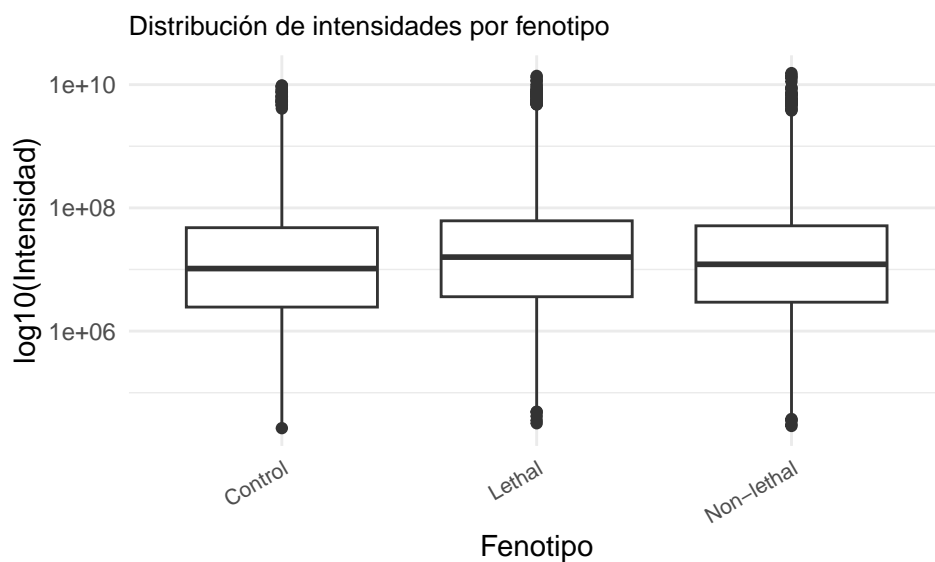 Distribución de intensidades por fenotipo
log10(Intensidad)
1e+10
1e+08
1e+06
Control
Lethal
Non−lethal
Fenotipo